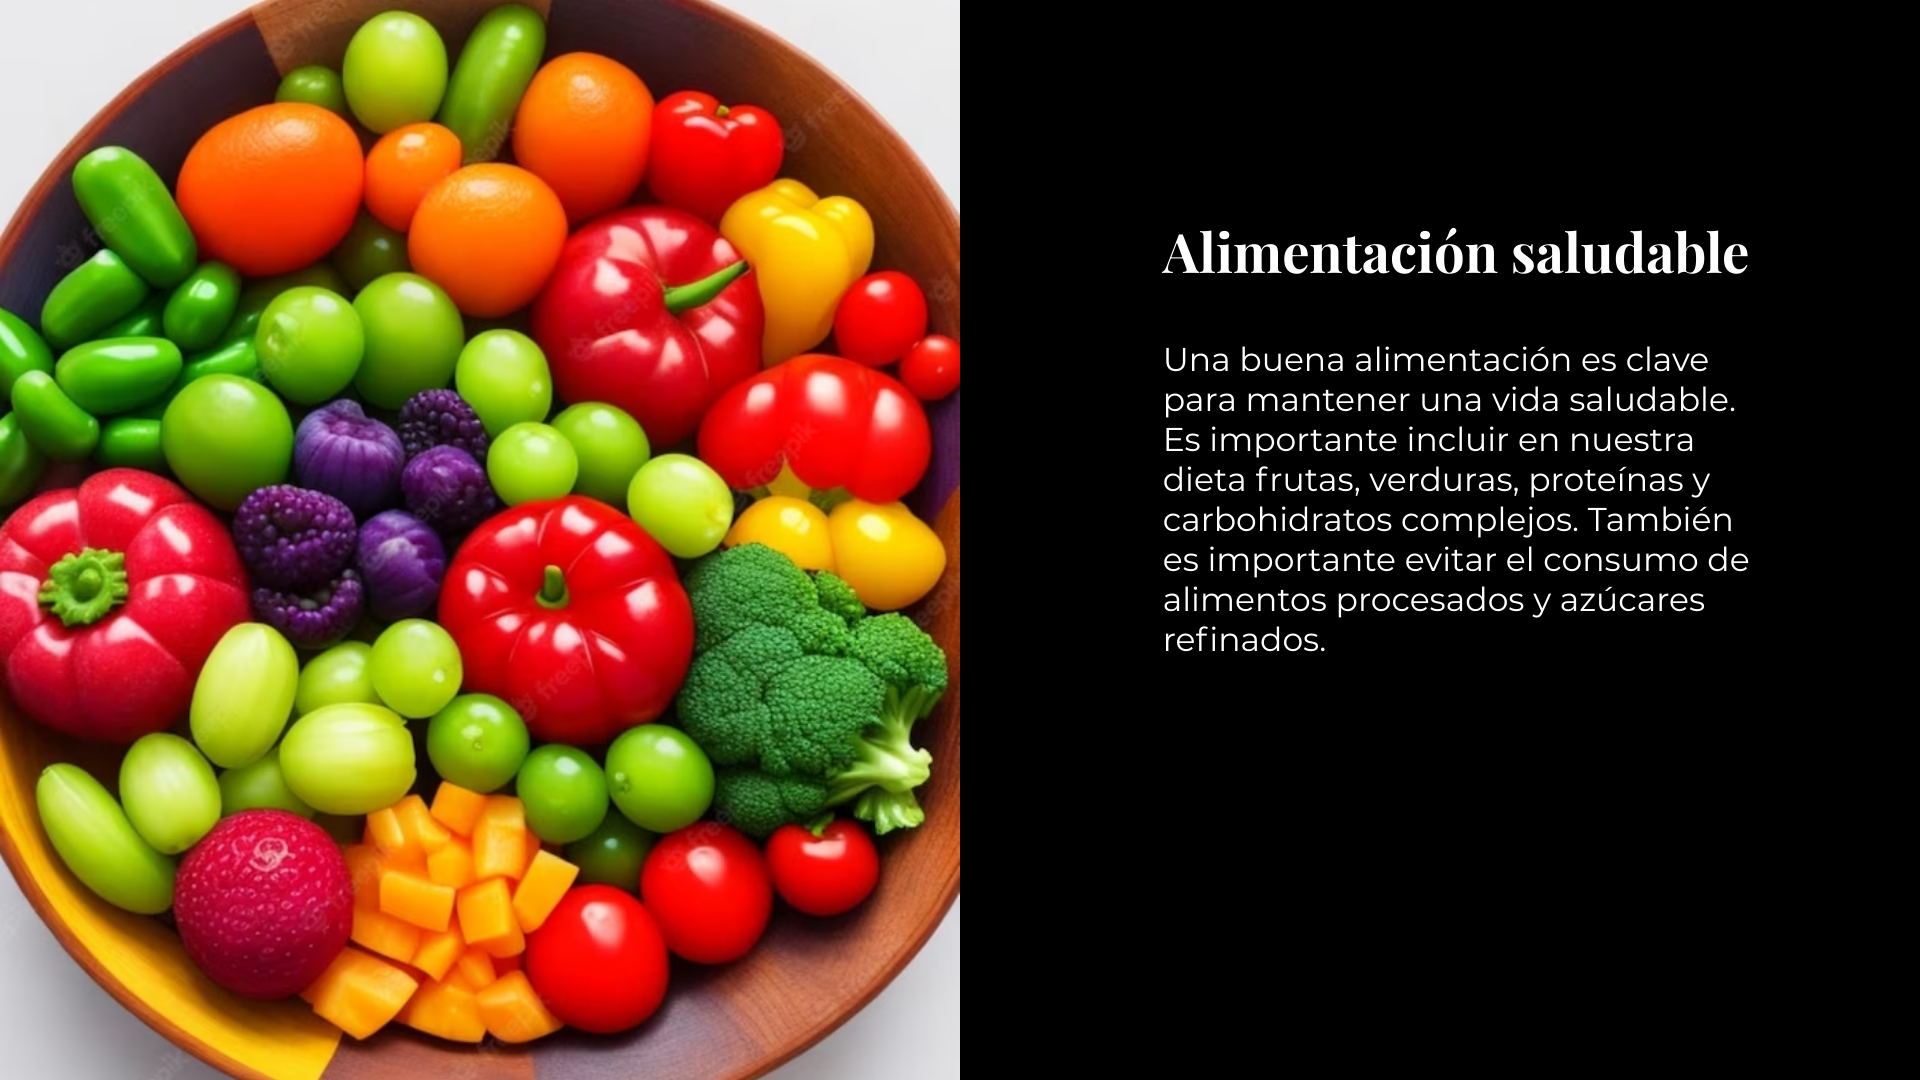 Alimentación saludable
Una buena alimentación es clave
para mantener una vida saludable.
Es importante incluir en nuestra
dieta frutas, verduras, proteínas y
carbohidratos complejos. También
es importante evitar el consumo de
alimentos procesados y azúcares
refinados.